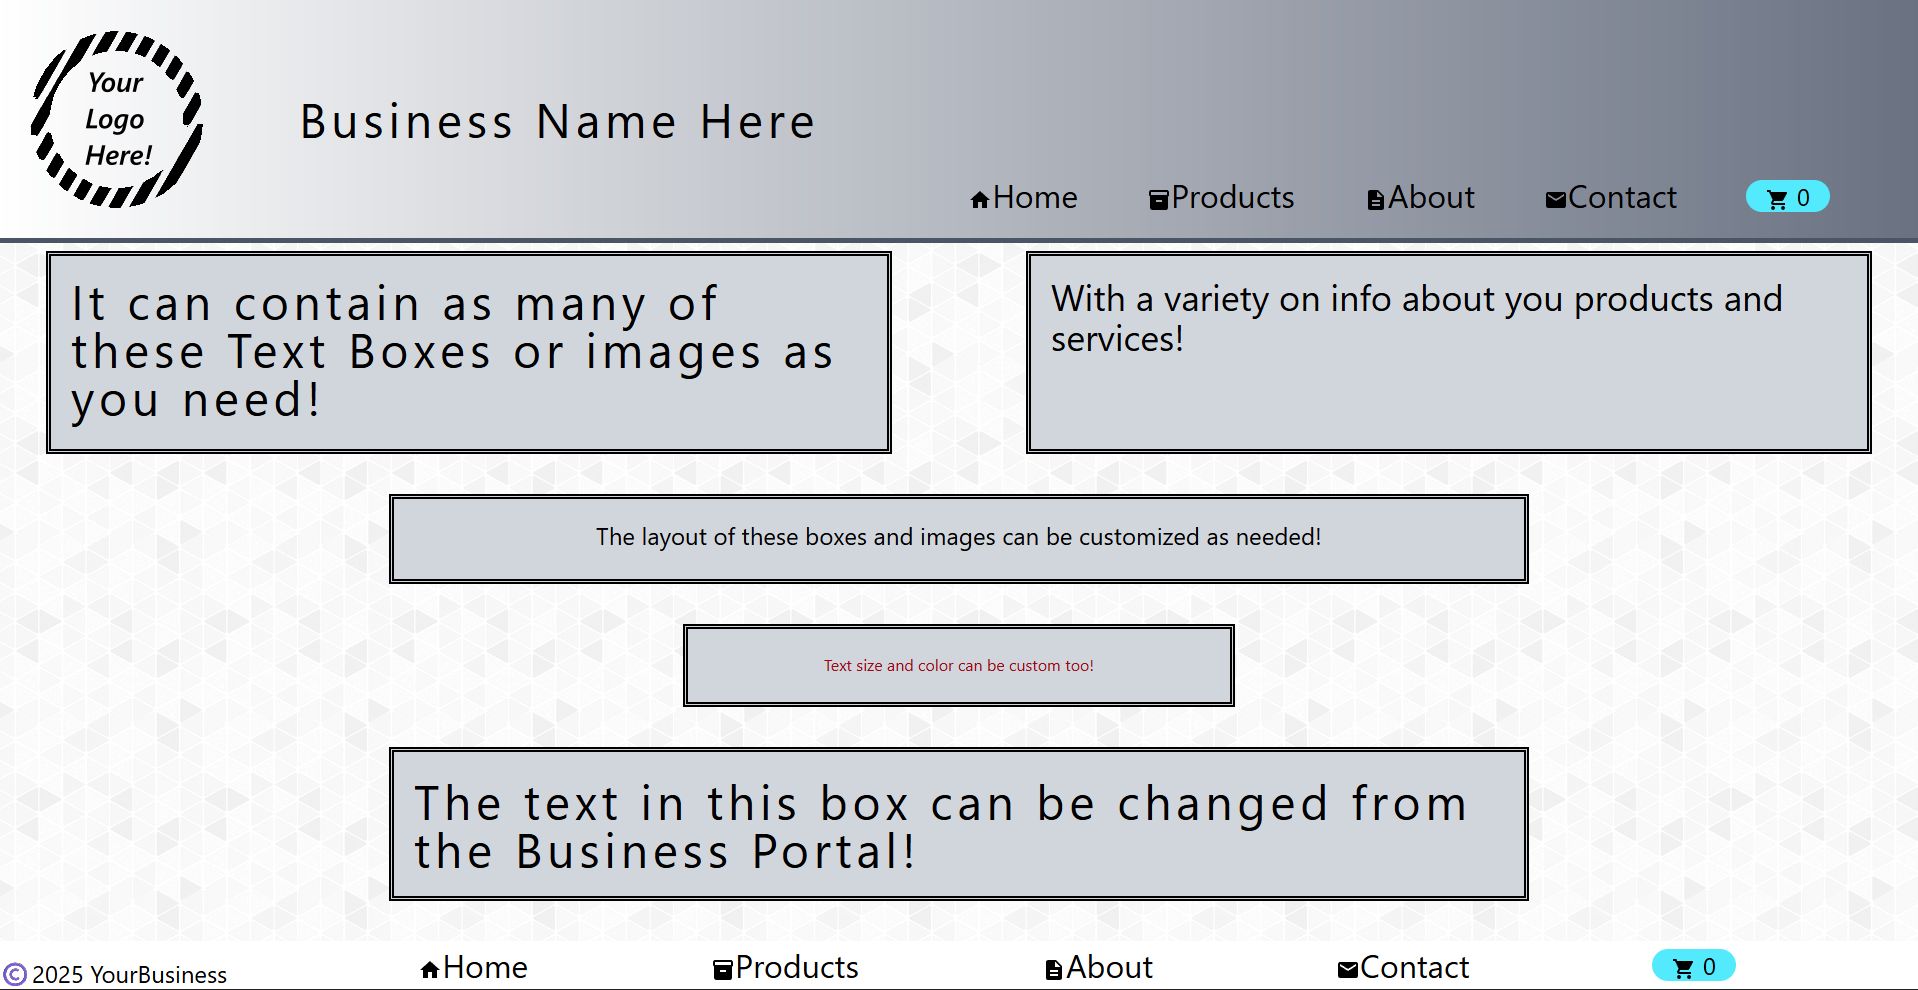 Your
Logo
Here!
Business Name Here
Home Products About Contact 0
It can contain as many of
these Text Boxes or images as
you need!
With a variety on info about you products and
services!
The layout of these boxes and images can be customized as needed!
Text size and color can be custom too!
The text in this box can be changed from
the Business Portal!
© 2025 YourBusiness Home Products About Contact 0